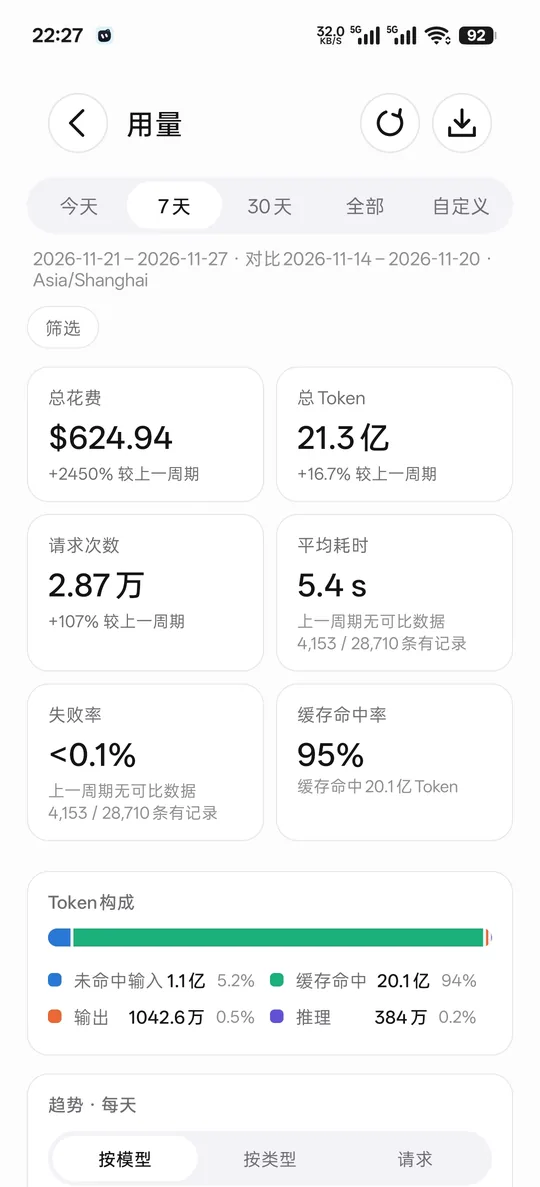 22:27
32.0 KB/S 5G 5G 92
用量
今天 7天 30天 全部 自定义
2026-11-21 – 2026-11-27 · 对比 2026-11-14 – 2026-11-20 ·
Asia/Shanghai
筛选
总花费
$624.94
+2450% 较上一周期
总 Token
21.3 亿
+16.7% 较上一周期
请求次数
2.87 万
+107% 较上一周期
平均耗时
5.4 s
上一周期无可比数据
4,153 / 28,710 条有记录
失败率
<0.1%
上一周期无可比数据
4,153 / 28,710 条有记录
缓存命中率
95%
缓存命中 20.1 亿 Token
Token 构成
未命中输入 1.1 亿 5.2% 缓存命中 20.1 亿 94%
输出 1042.6 万 0.5% 推理 384 万 0.2%
趋势 · 每天
按模型 按类型 请求